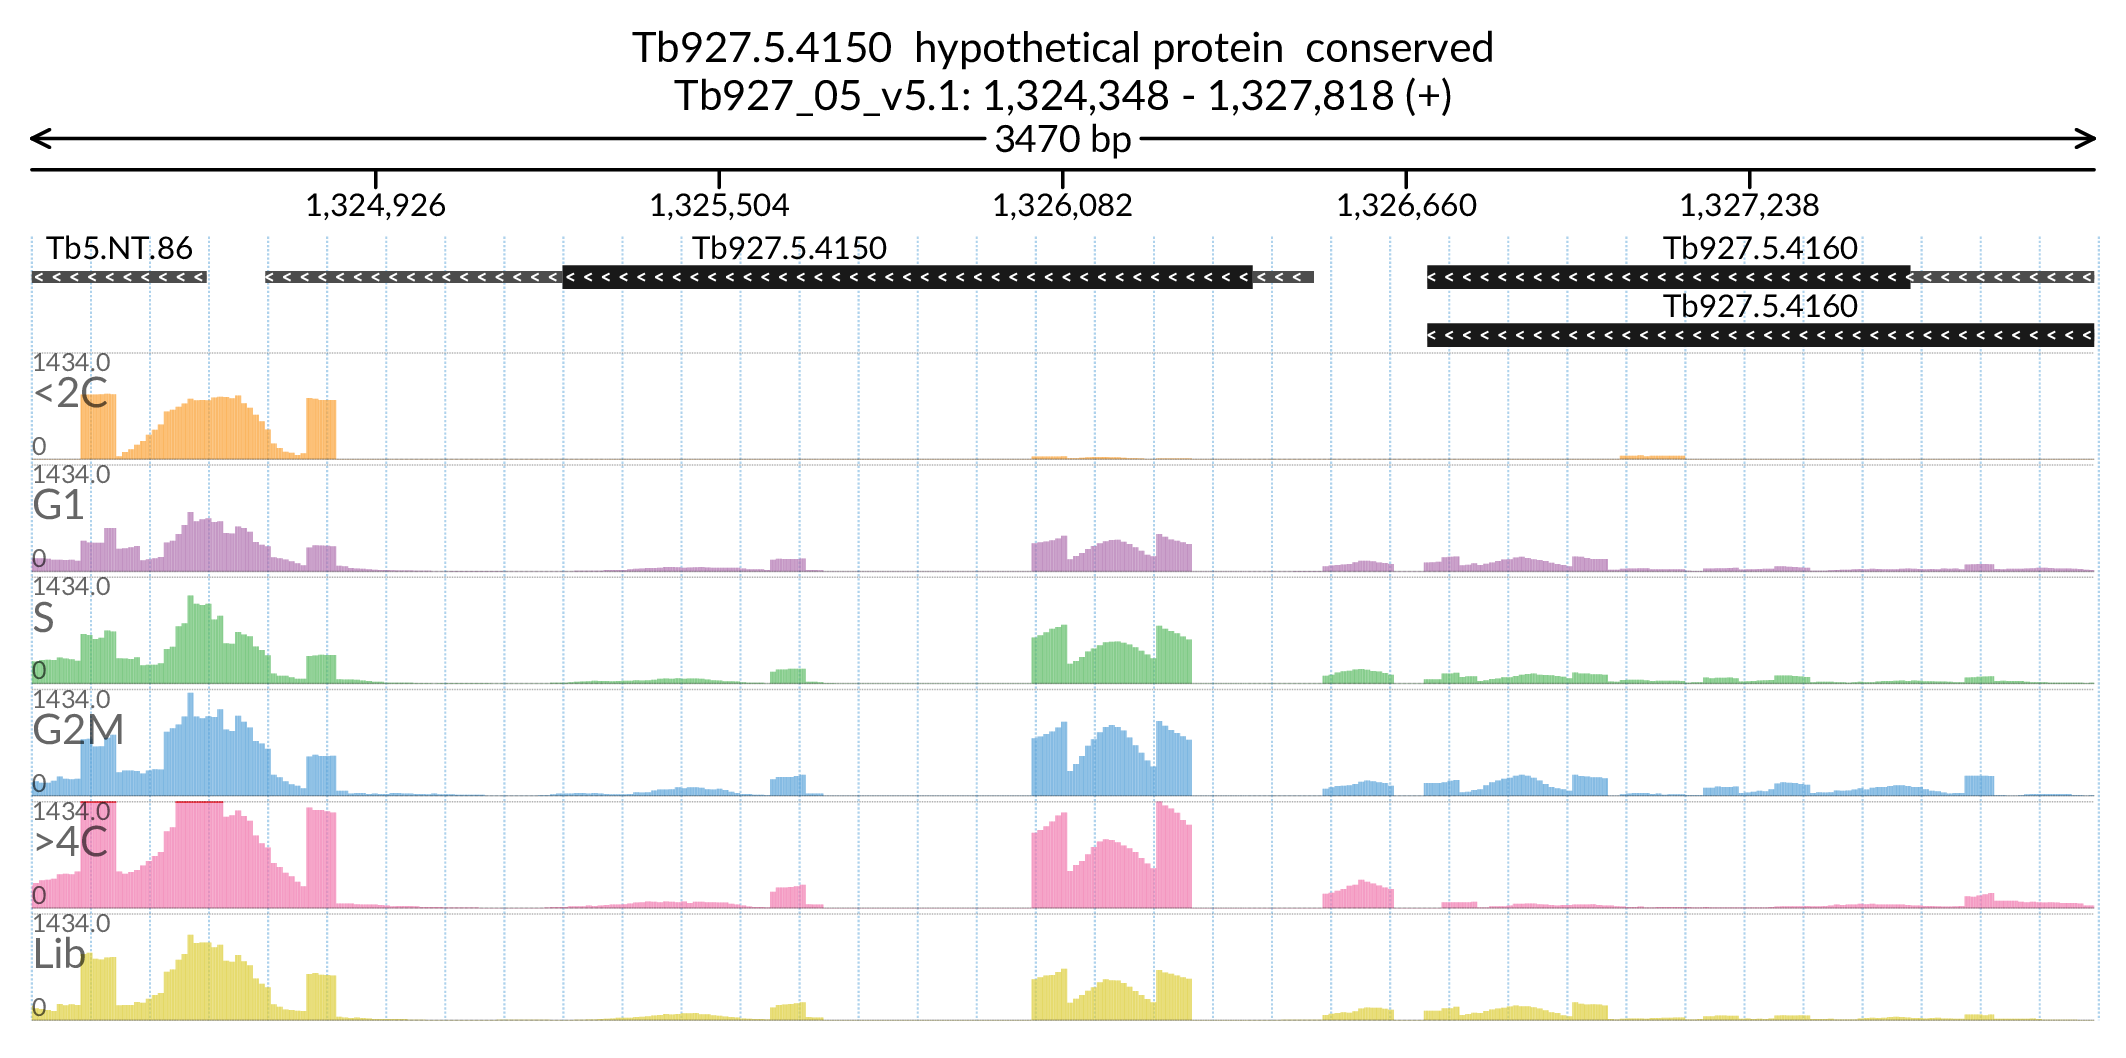 Tb927.5.4150 hypothetical protein conserved
Tb927_05_v5.1: 1,324,348 - 1,327,818 (+)
3470 bp
1,324,926 1,325,504 1,326,082 1,326,660 1,327,238
Tb5.NT.86 Tb927.5.4150 Tb927.5.4160
Tb927.5.4160
1434.0
<2C
0
1434.0
G1
0
1434.0
S
0
1434.0
G2M
0
1434.0
>4C
0
1434.0
Lib
0